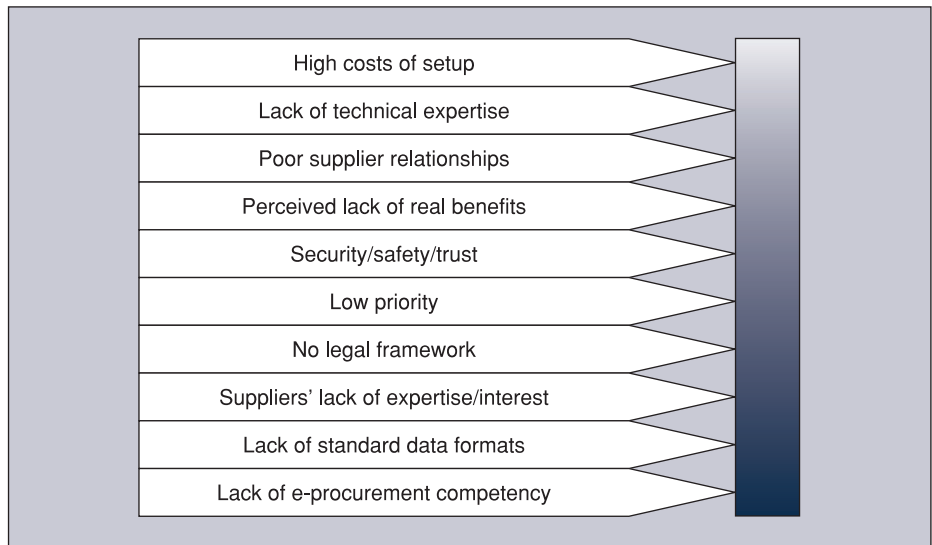 High costs of setup
Lack of technical expertise
Poor supplier relationships
Perceived lack of real benefits
Security/safety/trust
Low priority
No legal framework
Suppliers’ lack of expertise/interest
Lack of standard data formats
Lack of e-procurement competency